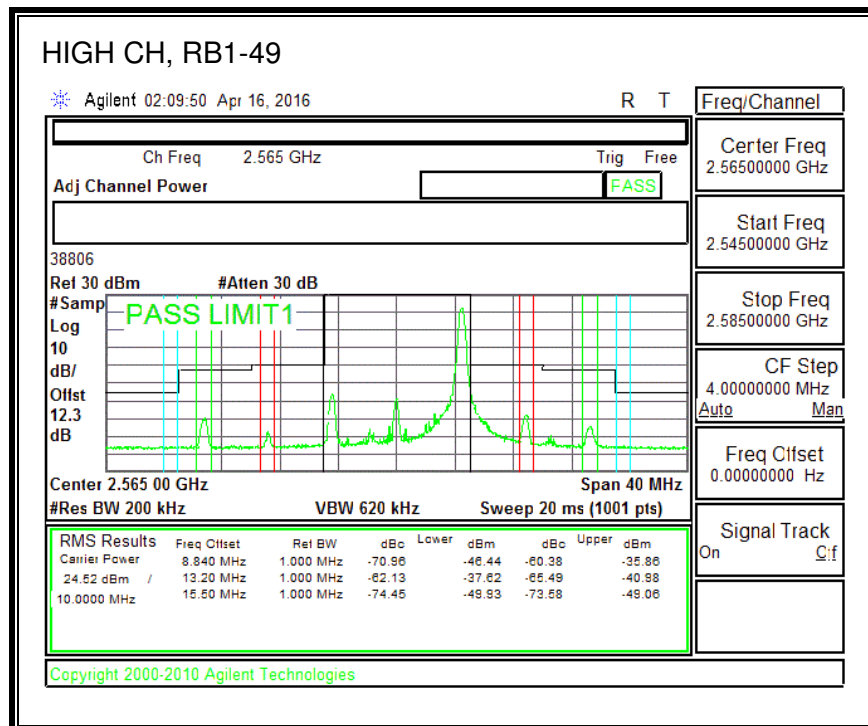 HIGH CH, RB1-49
Agilent 02:09:50 Apr 16, 2016 R T
Freq/Channel
Ch Freq 2.565 GHz Trig Free
Adj Channel Power PASS
Center Freq
2.56500000 GHz
Start Freq
2.54500000 GHz
Stop Freq
2.58500000 GHz
CF Step
4.00000000 MHz
Auto Man
Freq Offset
0.00000000 Hz
Signal Track
On Off
38806
Ref 30 dBm #Atten 30 dB
#Samp
Log
10
dB/
Offst
12.3
dB
PASS LIMIT1
Center 2.565 00 GHz Span 40 MHz
#Res BW 200 kHz VBW 620 kHz Sweep 20 ms (1001 pts)
RMS Results Freq Offset Ref BW dBc Lower dBm dBc Upper dBm
Carrier Power 8.840 MHz 1.000 MHz -70.96 -46.44 -60.38 -35.86
24.52 dBm / 13.20 MHz 1.000 MHz -62.13 -37.62 -65.49 -40.98
10.0000 MHz 15.50 MHz 1.000 MHz -74.45 -49.93 -73.58 -49.06
Copyright 2000-2010 Agilent Technologies